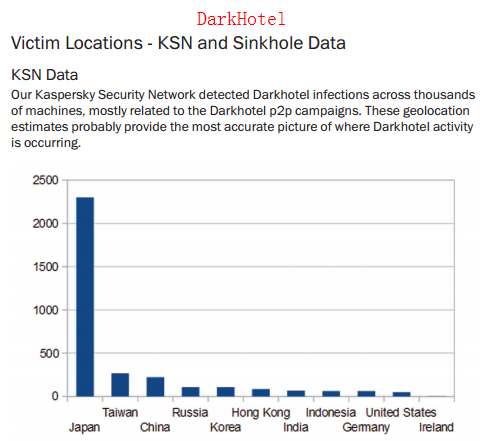 DarkHotel
Victim Locations - KSN and Sinkhole Data
KSN Data
Our Kaspersky Security Network detected Darkhotel infections across thousands
of machines, mostly related to the Darkhotel p2p campaigns. These geolocation
estimates probably provide the most accurate picture of where Darkhotel activity
is occurring.
2500
2000
1500
1000
500
0
Taiwan Russia Hong Kong Indonesia United States
Japan China Korea India Germany Ireland